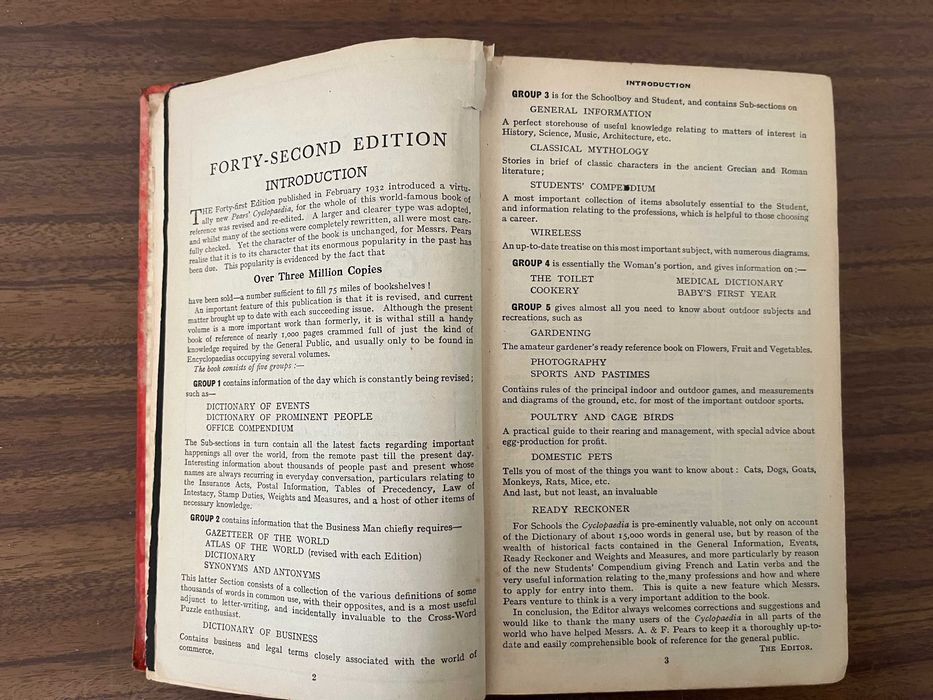 FORTY-SECOND EDITION
INTRODUCTION
THE Forty-first Edition published in February 1932 introduced a virtu-
ally new Pears' Cyclopaedia, for the whole of this world-famous book of
reference was revised and re-edited. A larger and clearer type was adopted,
and whilst many of the sections were completely rewritten, all were most care-
fully checked. Yet the character of the book is unchanged, for Messrs. Pears
realise that it is to its character that its enormous popularity in the past has
been due. This popularity is evidenced by the fact that
Over Three Million Copies
have been sold—a number sufficient to fill 75 miles of bookshelves!
An important feature of this publication is that it is revised, and current
matter brought up to date with each succeeding issue. Although the present
volume is a more important work than formerly, it is withal still a handy
book of reference of nearly 1,000 pages crammed full of just the kind of
knowledge required by the General Public, and usually only to be found in
Encyclopaedias occupying several volumes.
The book consists of five groups :—
GROUP 1 contains information of the day which is constantly being revised;
such as—
DICTIONARY OF EVENTS
DICTIONARY OF PROMINENT PEOPLE
OFFICE COMPENDIUM
The Sub-sections in turn contain all the latest facts regarding important
happenings all over the world, from the remote past till the present day.
Interesting information about thousands of people past and present whose
names are always recurring in everyday conversation, particulars relating to
the Insurance Acts, Postal Information, Tables of Precedency, Law of
Intestacy, Stamp Duties, Weights and Measures, and a host of other items of
necessary knowledge.
GROUP 2 contains information that the Business Man chiefly requires—
GAZETTEER OF THE WORLD
ATLAS OF THE WORLD (revised with each Edition)
DICTIONARY
SYNONYMS AND ANTONYMS
This latter Section consists of a collection of the various definitions of some
thousands of words in common use, with their opposites, and is a most useful
adjunct to letter-writing, and incidentally invaluable to the Cross-Word
Puzzle enthusiast.
DICTIONARY OF BUSINESS
Contains business and legal terms closely associated with the world of
commerce.
2
INTRODUCTION
GROUP 3 is for the Schoolboy and Student, and contains Sub-sections on
GENERAL INFORMATION
A perfect storehouse of useful knowledge relating to matters of interest in
History, Science, Music, Architecture, etc.
CLASSICAL MYTHOLOGY
Stories in brief of classic characters in the ancient Grecian and Roman
literature;
STUDENTS' COMPENDIUM
A most important collection of items absolutely essential to the Student,
and information relating to the professions, which is helpful to those choosing
a career.
WIRELESS
An up-to-date treatise on this most important subject, with numerous diagrams.
GROUP 4 is essentially the Woman's portion, and gives information on :—
THE TOILET MEDICAL DICTIONARY
COOKERY BABY'S FIRST YEAR
GROUP 5 gives almost all you need to know about outdoor subjects and
recreations, such as
GARDENING
The amateur gardener's ready reference book on Flowers, Fruit and Vegetables.
PHOTOGRAPHY
SPORTS AND PASTIMES
Contains rules of the principal indoor and outdoor games, and measurements
and diagrams of the ground, etc. for most of the important outdoor sports.
POULTRY AND CAGE BIRDS
A practical guide to their rearing and management, with special advice about
egg-production for profit.
DOMESTIC PETS
Tells you of most of the things you want to know about : Cats, Dogs, Goats,
Monkeys, Rats, Mice, etc.
And last, but not least, an invaluable
READY RECKONER
For Schools the Cyclopaedia is pre-eminently valuable, not only on account
of the Dictionary of about 15,000 words in general use, but by reason of the
wealth of historical facts contained in the General Information, Events,
Ready Reckoner and Weights and Measures, and more particularly by reason
of the new Students' Compendium giving French and Latin verbs and the
very useful information relating to the many professions and how and where
to apply for entry into them. This is quite a new feature which Messrs.
Pears venture to think is a very important addition to the book.
In conclusion, the Editor always welcomes corrections and suggestions and
would like to thank the many users of the Cyclopaedia in all parts of the
world who have helped Messrs. A. & F. Pears to keep it a thoroughly up-to-
date and easily comprehensible book of reference for the general public.
THE EDITOR.
3